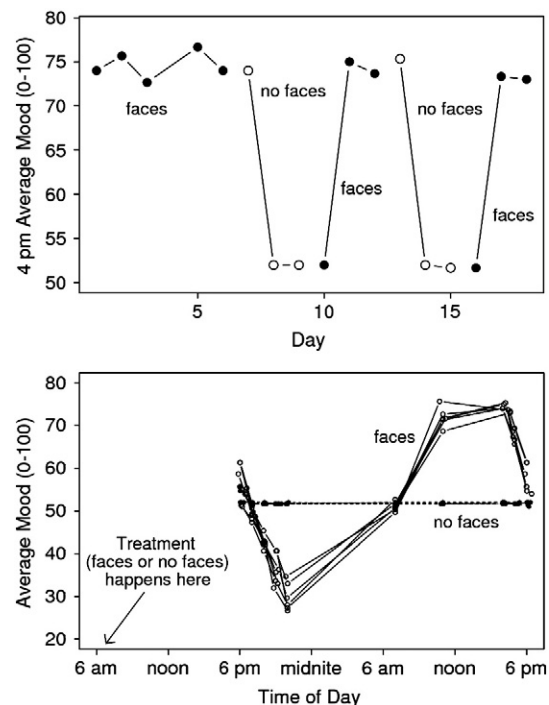 80
75
70
65
60
55
50
4 pm Average Mood (0-100)
faces
no faces
faces
no faces
faces
5
10
15
Day
80
70
60
50
40
30
20
Average Mood (0-100)
faces
no faces
Treatment
(faces or no faces)
happens here
6 am
noon
6 pm
midnite
6 am
noon
6 pm
Time of Day